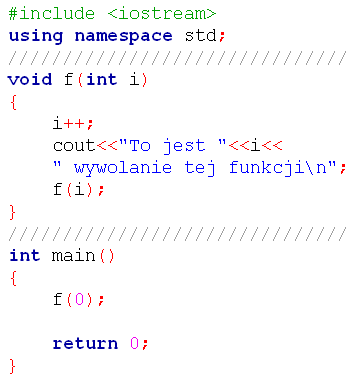 #include <iostream>
using namespace std;
///////////////////////////////
void f(int i)
{
    i++;
    cout<<"To jest "<<i<<
    " wywolanie tej funkcji\n";
    f(i);
}
///////////////////////////////
int main()
{
    f(0);

    return 0;
}